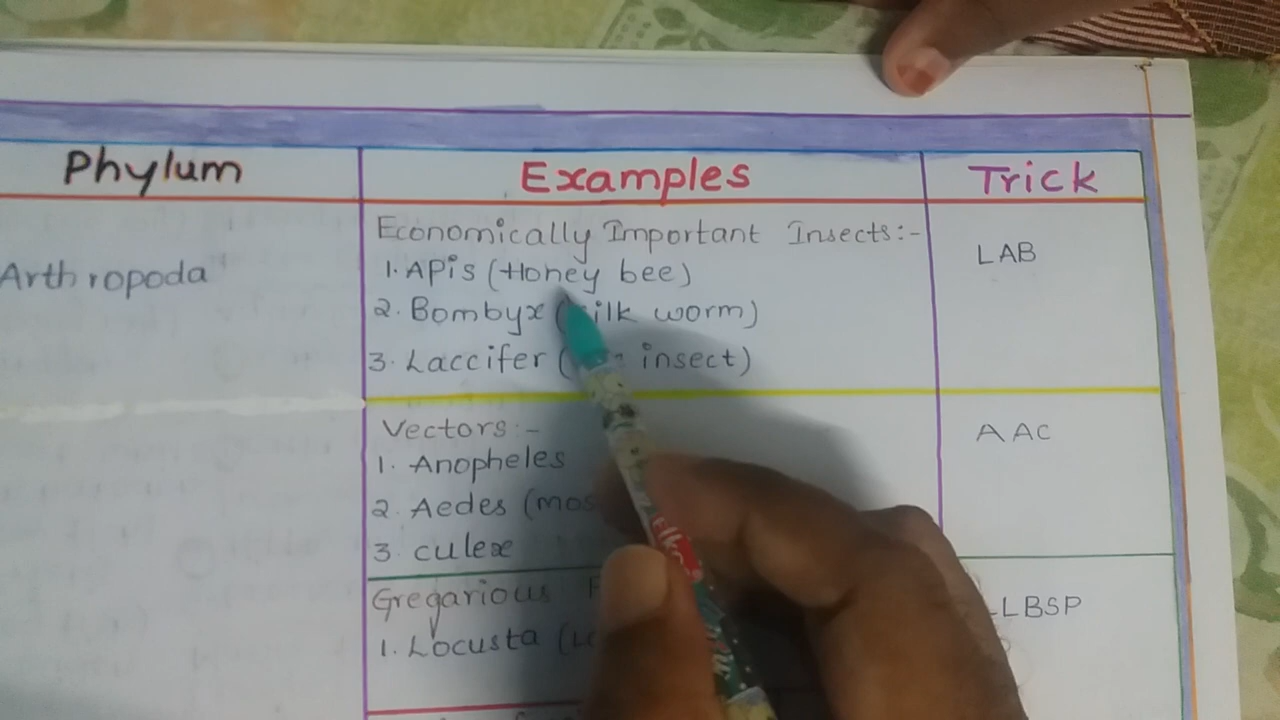 Phylum Examples Trick
Economically Important Insects:-
Arthropoda 1. APis (Honey bee) LAB
2. Bombyx (silk worm)
3. Laccifer ( insect)
Vectors :- AAC
1. Anopheles
2. Aedes (mos
3. culex
Gregarious LBSP
1. Locusta